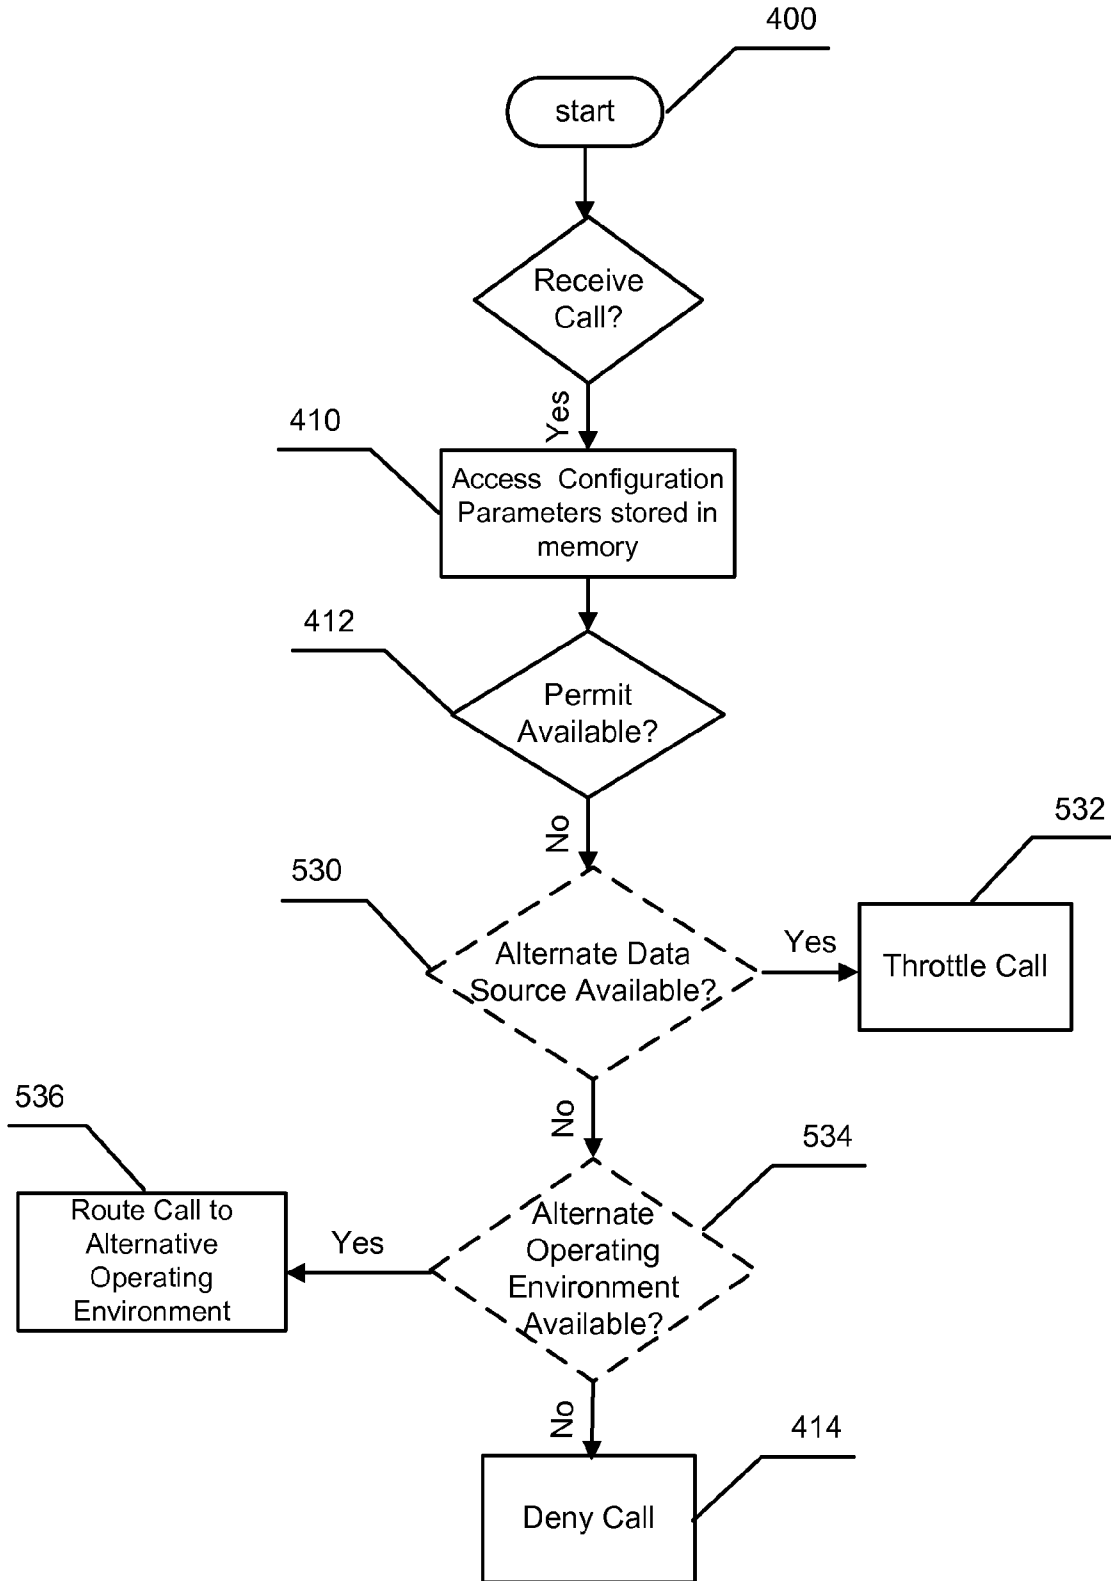 400
start
Receive
Call?
Yes
410
Access Configuration
Parameters stored in
memory
412
Permit
Available?
No
532
530
Alternate Data
Source Available?
Yes
Throttle Call
No
536
534
Route Call to
Alternative
Operating
Environment
Yes
Alternate
Operating
Environment
Available?
No
414
Deny Call